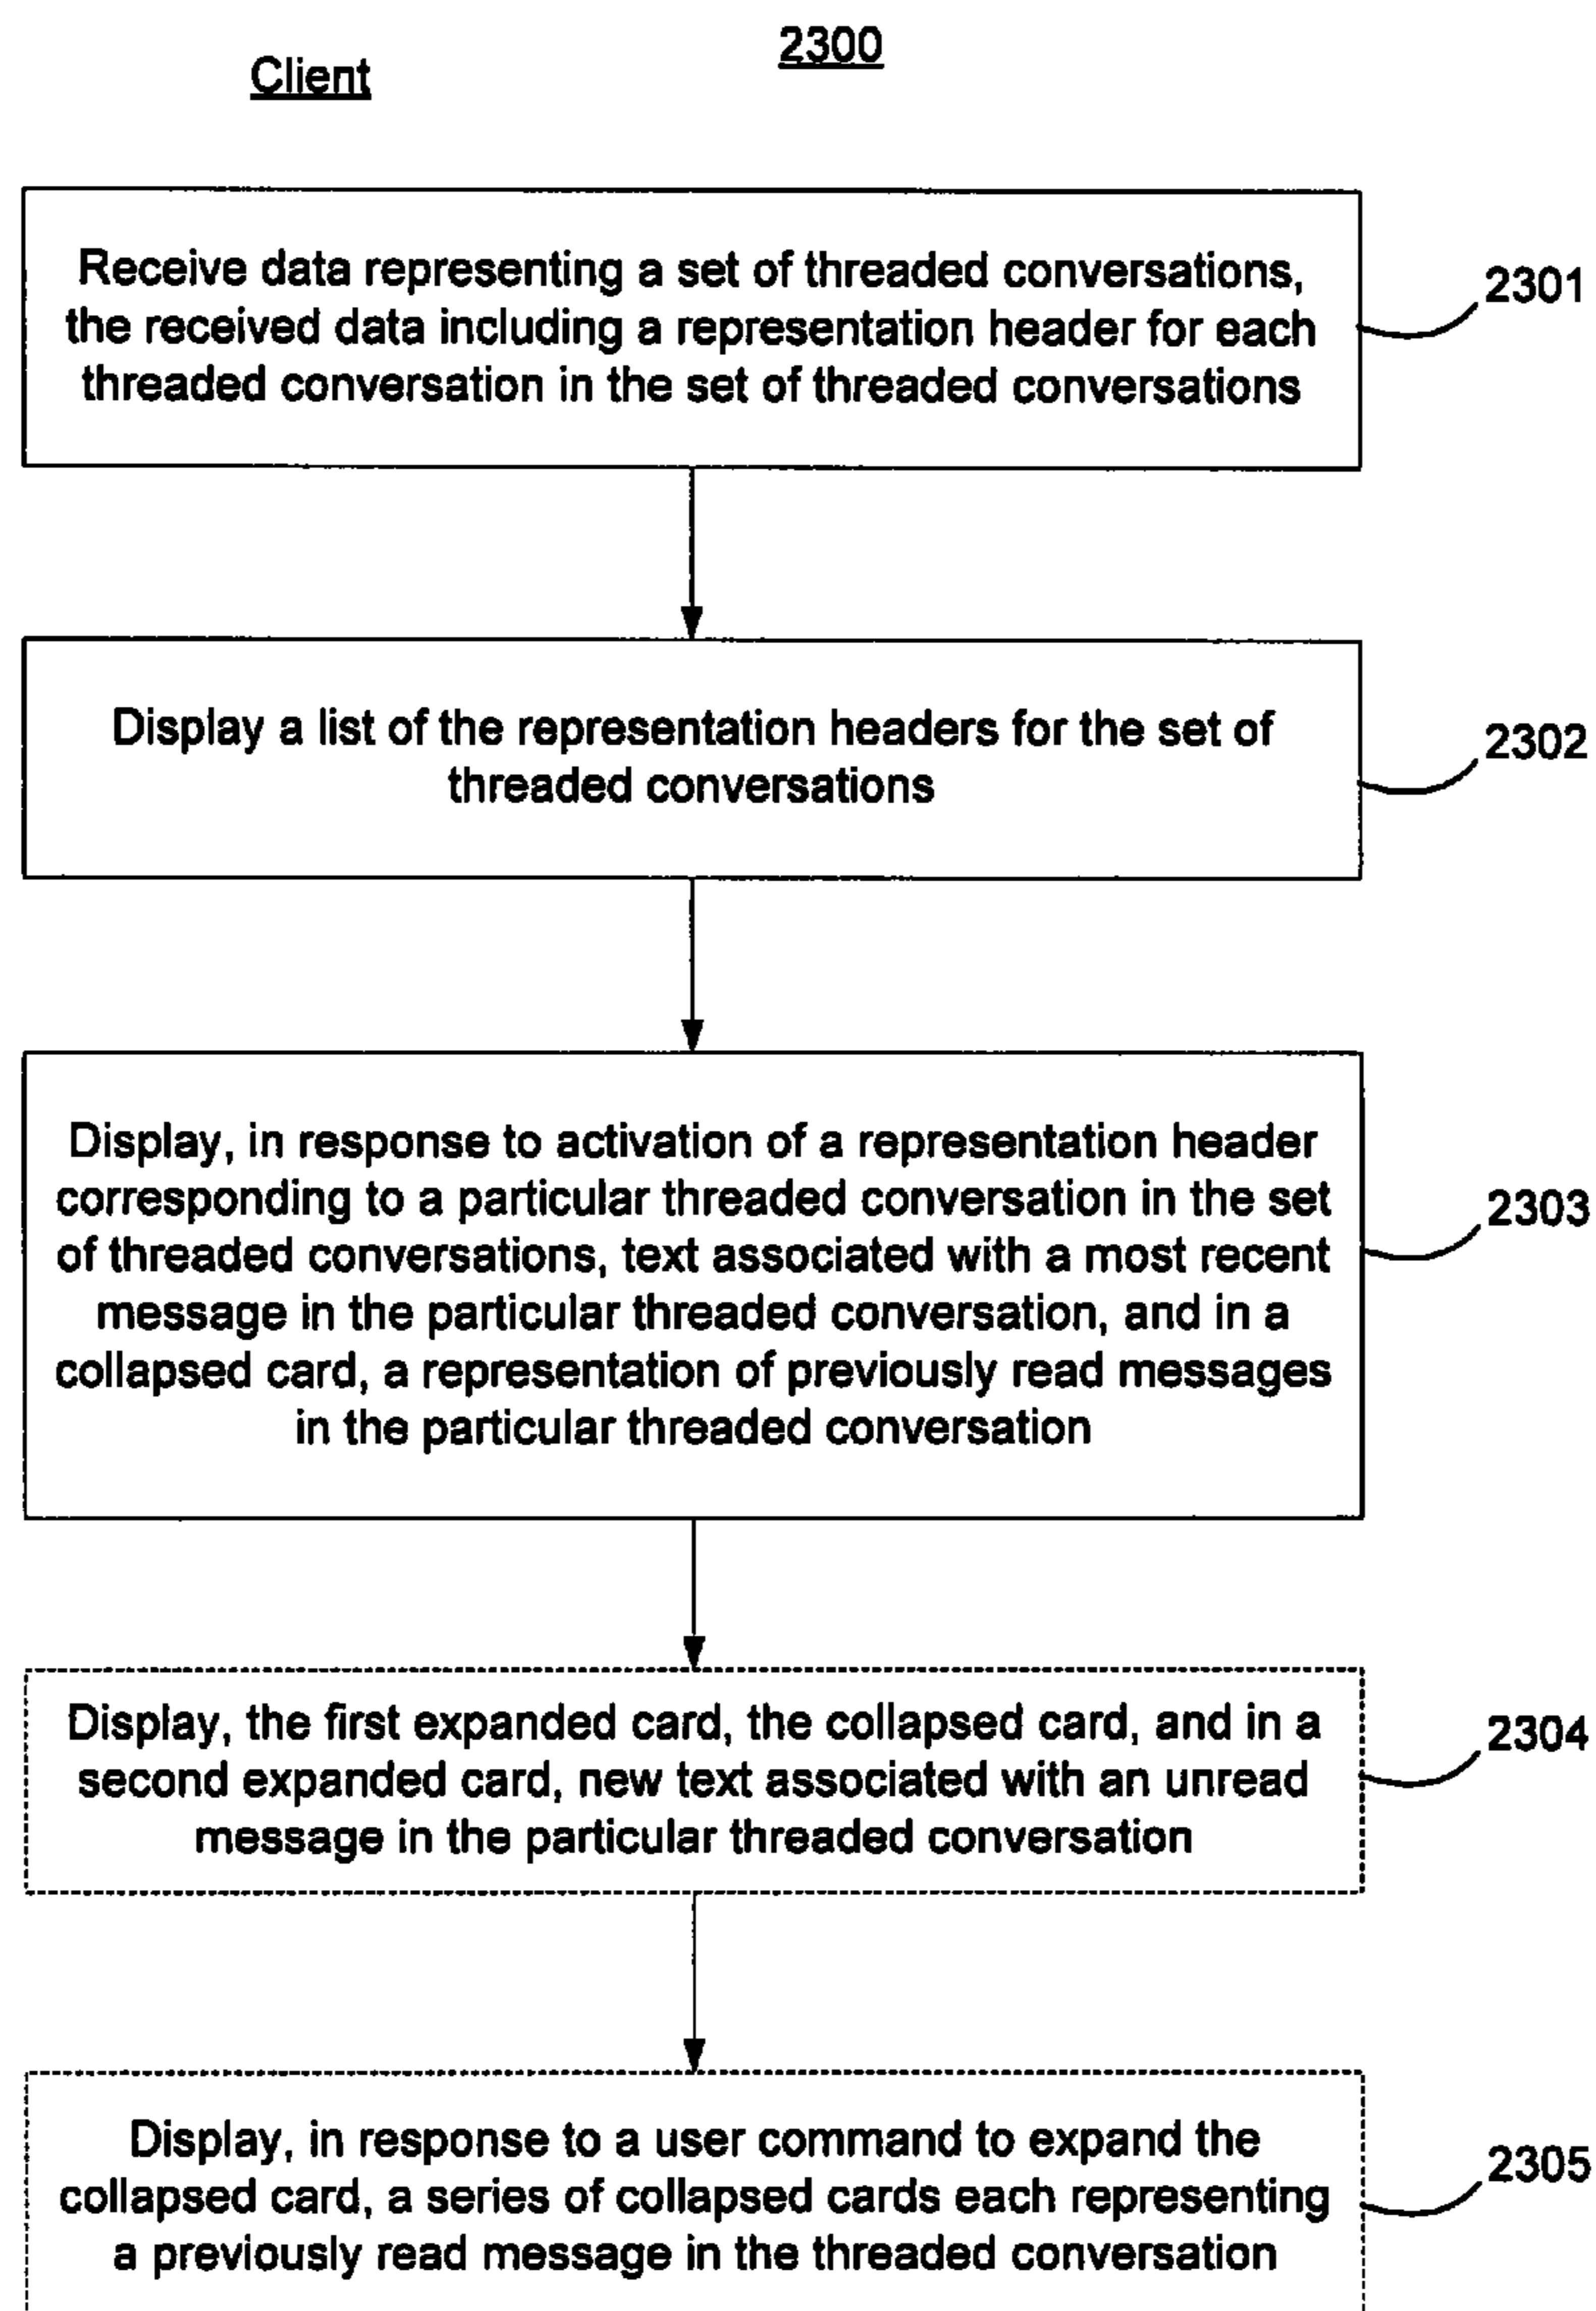 2300
Client
Receive data representing a set of threaded conversations,
the received data including a representation header for each
threaded conversation in the set of threaded conversations
2301
Display a list of the representation headers for the set of
threaded conversations
2302
Display, in response to activation of a representation header
corresponding to a particular threaded conversation in the set
of threaded conversations, text associated with a most recent
message in the particular threaded conversation, and in a
collapsed card, a representation of previously read messages
in the particular threaded conversation
2303
Display, the first expanded card, the collapsed card, and in a
second expanded card, new text associated with an unread
message in the particular threaded conversation
2304
Display, in response to a user command to expand the
collapsed card, a series of collapsed cards each representing
a previously read message in the threaded conversation
2305